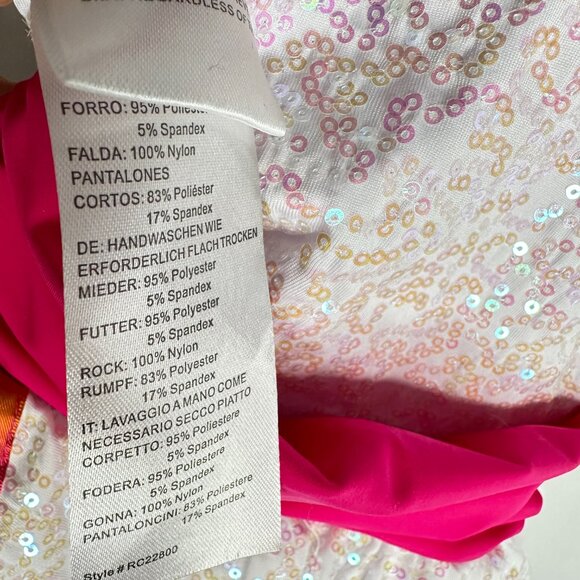 REGARDLESS OF
FORRO: 95% Poliéster
5% Spandex
FALDA: 100% Nylon
PANTALONES
CORTOS: 83% Poliéster
17% Spandex
DE: HANDWASCHEN WIE
ERFORDERLICH FLACH TROCKEN
MIEDER: 95% Polyester
5% Spandex
FUTTER: 95% Polyester
5% Spandex
ROCK: 100% Nylon
RUMPF: 83% Polyester
17% Spandex
IT: LAVAGGIO A MANO COME
NECESSARIO SECCO PIATTO
CORPETTO: 95% Poliestere
5% Spandex
FODERA: 95% Poliestere
5% Spandex
GONNA: 100% Nylon
PANTALONCINI: 83% Poliestere
17% Spandex
Style # RC22800